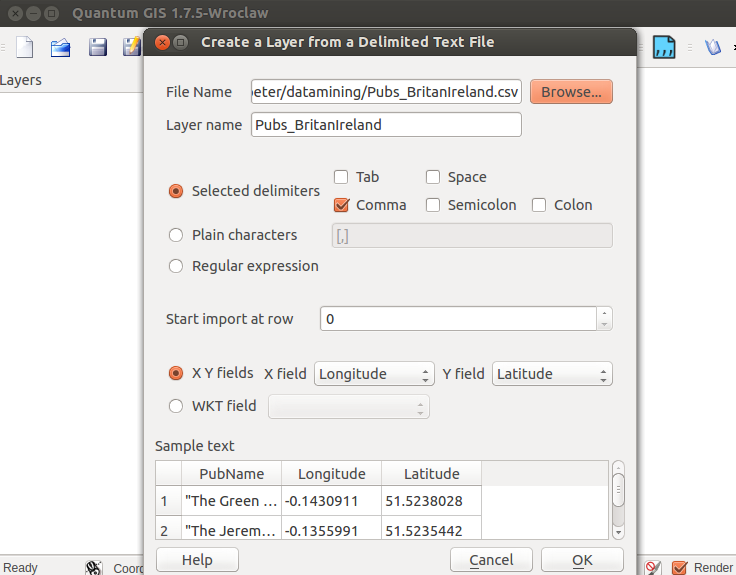 Quantum GIS 1.7.5-Wroclaw
Create a Layer from a Delimited Text File
Layers
File Name eter/datamining/Pubs_BritanIreland.csv Browse...
Layer name Pubs_BritanIreland
Selected delimiters Tab Space
Comma Semicolon Colon
Plain characters [,]
Regular expression
Start import at row 0
X Y fields X field Longitude Y field Latitude
WKT field
Sample text
PubName Longitude Latitude
1 "The Green ... -0.1430911 51.5238028
2 "The Jerem... -0.1355991 51.5235442
Help Cancel OK
Ready Coord Render